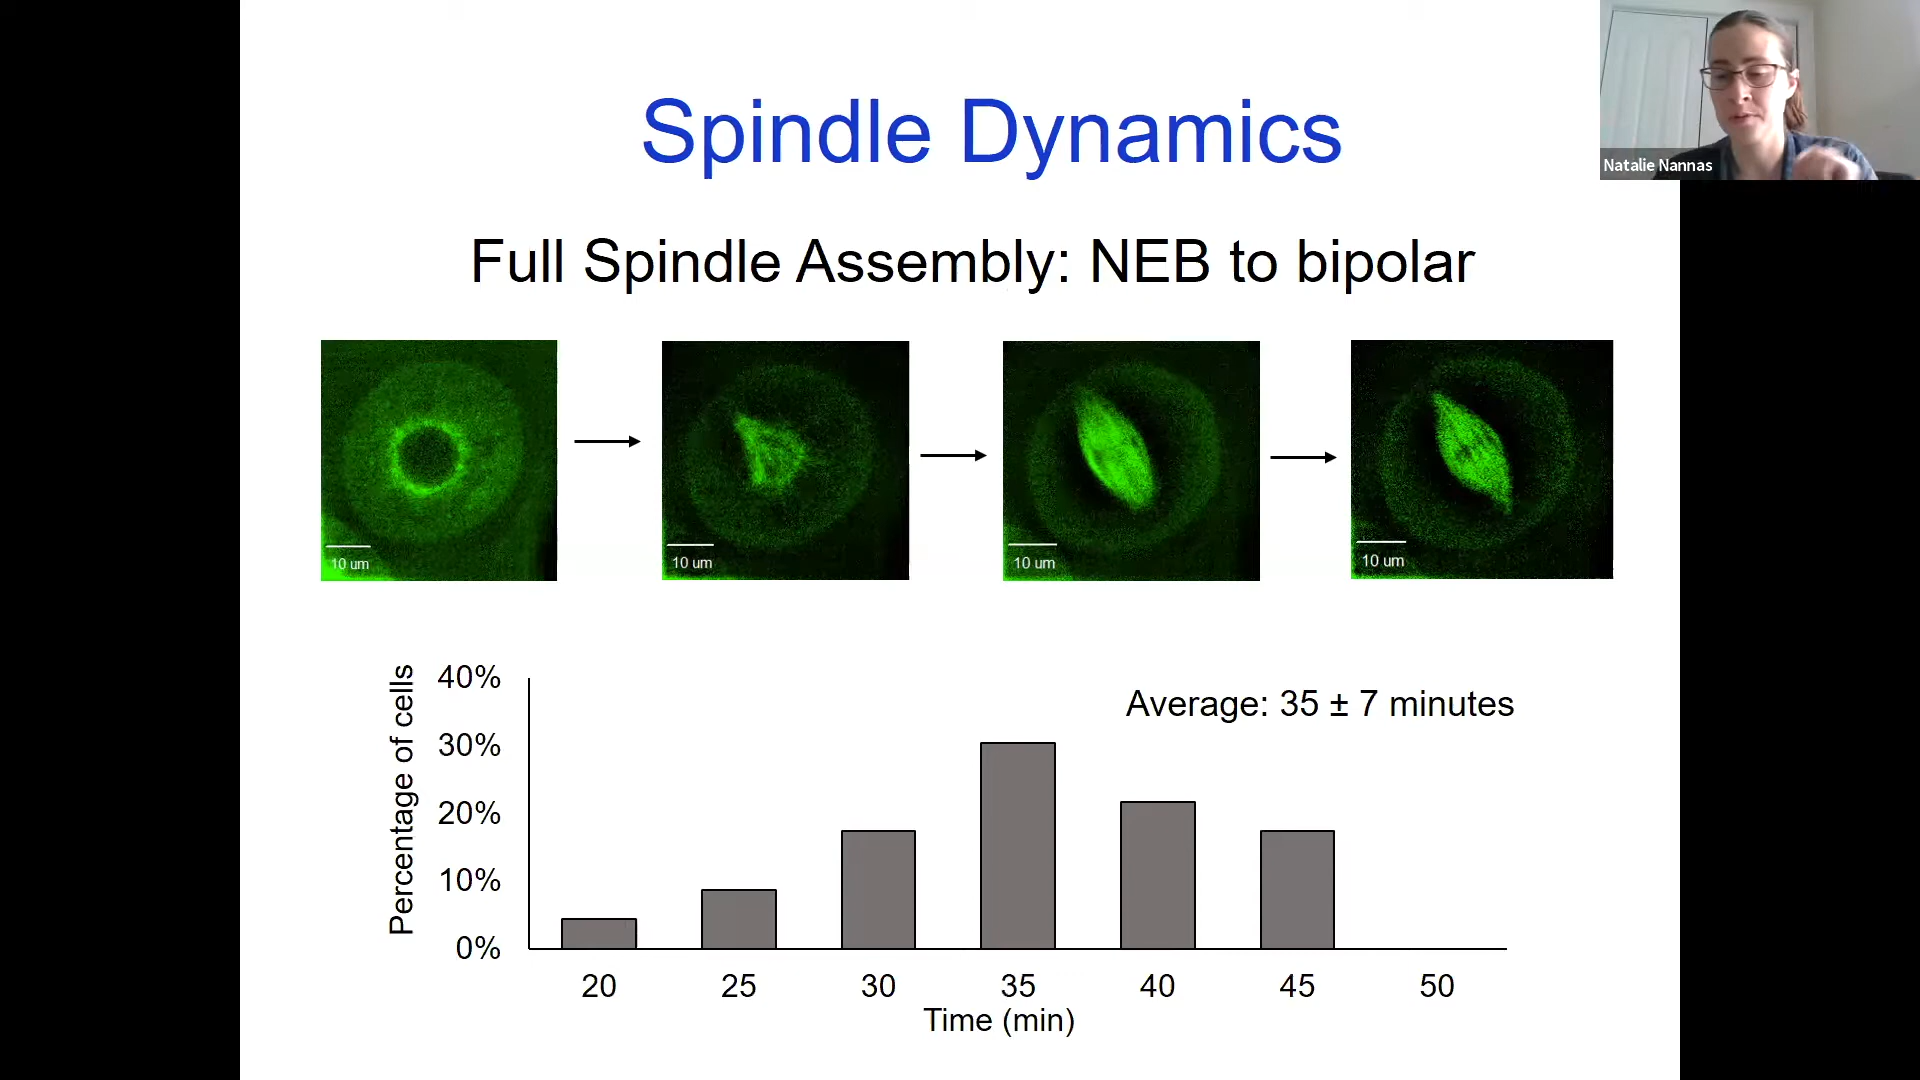 Spindle Dynamics
Natalie Nannas
Full Spindle Assembly: NEB to bipolar
10 um
10 um
10 um
10 um
Average: 35 ± 7 minutes
Percentage of cells
40%
30%
20%
10%
0%
20 25 30 35 40 45 50
Time (min)